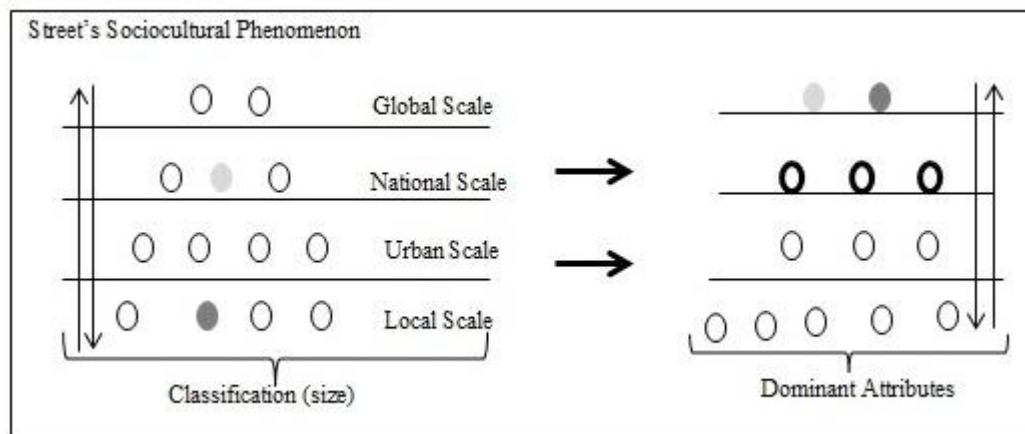 Street's Sociocultural Phenomenon
Global Scale
National Scale
Urban Scale
Local Scale
Classification (size)
Dominant Attributes